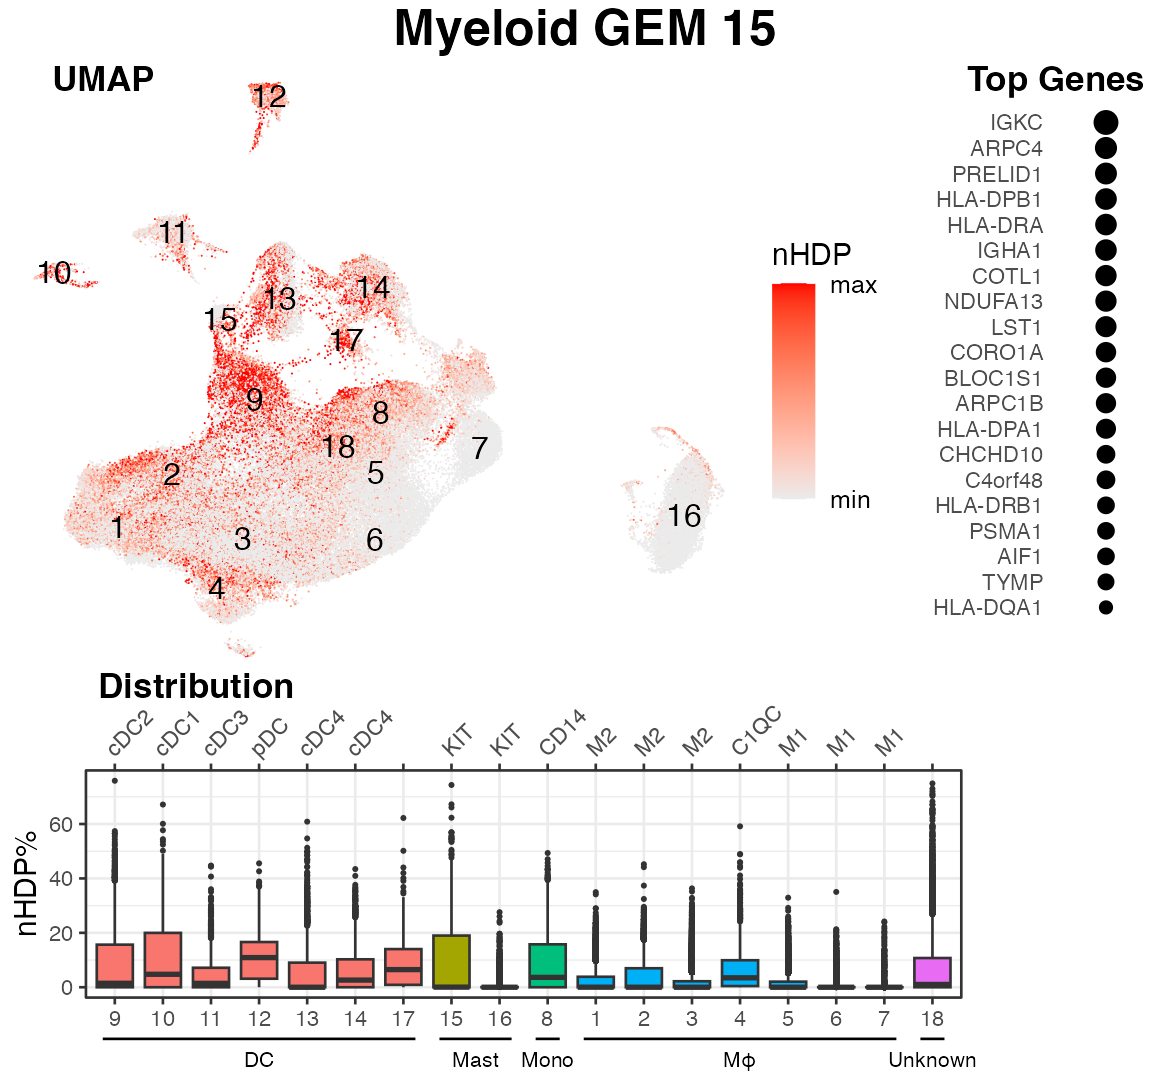 Myeloid GEM 15
UMAP
Top Genes
12
11
10
13
14
15
17
9
8
18
7
2
5
1
3
6
4
16
nHDP
max
min
IGKC
ARPC4
PRELID1
HLA-DPB1
HLA-DRA
IGHA1
COTL1
NDUFA13
LST1
CORO1A
BLOC1S1
ARPC1B
HLA-DPA1
CHCHD10
C4orf48
HLA-DRB1
PSMA1
AIF1
TYMP
HLA-DQA1
Distribution
cDC2 cDC1 cDC3 pDC cDC4 cDC4 KIT KIT CD14 M2 M2 M2 C1QC M1 M1 M1
nHDP%
60
40
20
0
9 10 11 12 13 14 17 15 16 8 1 2 3 4 5 6 7 18
DC Mast Mono Mϕ Unknown